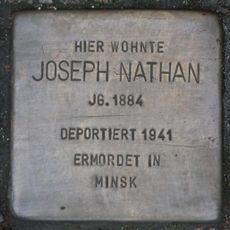 HIER WOHNTE
JOSEPH NATHAN
JG. 1884
DEPORTIERT 1941
ERMORDET IN
MINSK